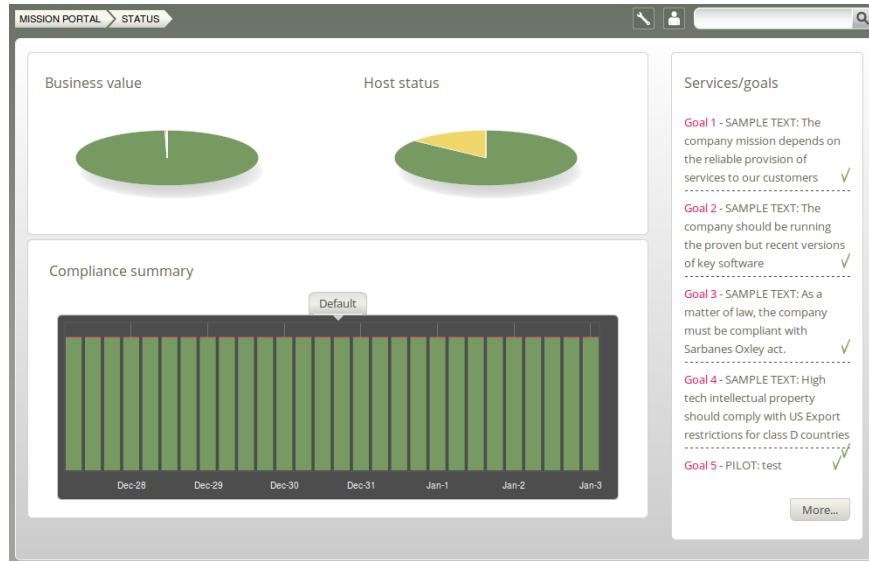 MISSION PORTAL STATUS
Business value
Host status
Compliance summary
Default
Dec-28 Dec-29 Dec-30 Dec-31 Jan-1 Jan-2 Jan-3
Services/goals
Goal 1 - SAMPLE TEXT: The
company mission depends on
the reliable provision of
services to our customers
Goal 2 - SAMPLE TEXT: The
company should be running
the proven but recent versions
of key software
Goal 3 - SAMPLE TEXT: As a
matter of law, the company
must be compliant with
Sarbanes Oxley act.
Goal 4 - SAMPLE TEXT: High
tech intellectual property
should comply with US Export
restrictions for class D countries
Goal 5 - PILOT: test
More...